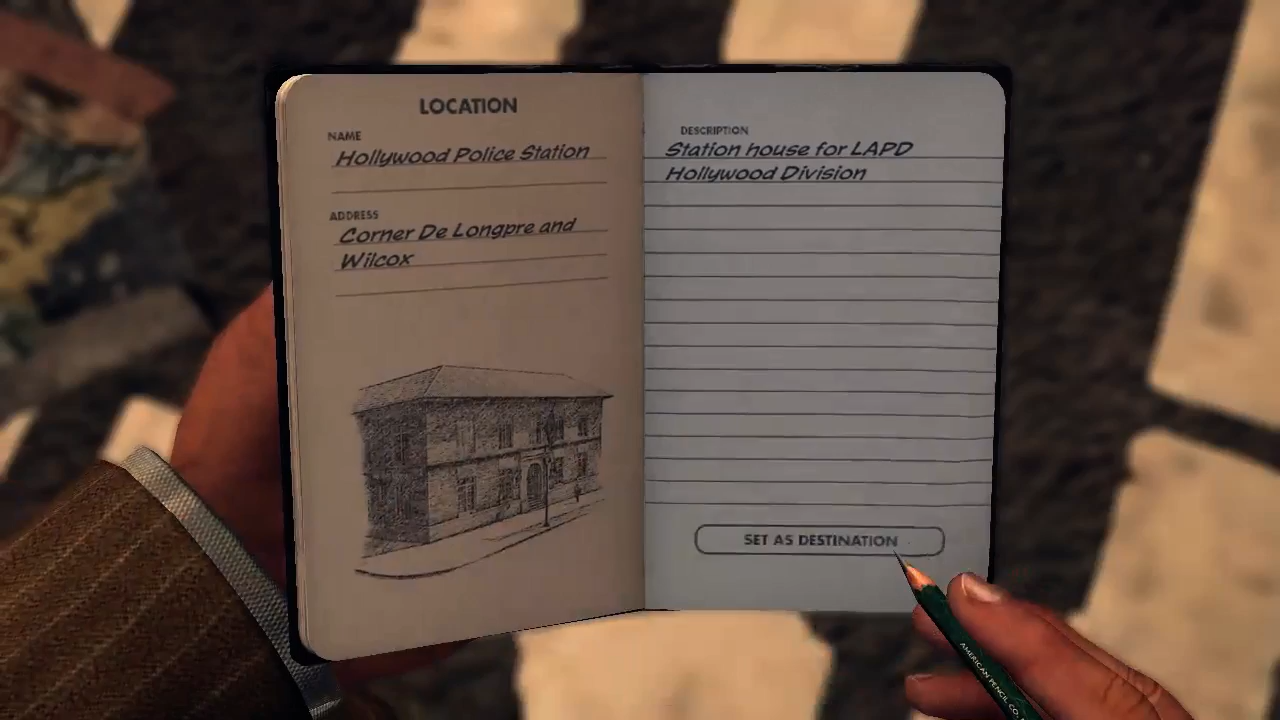 LOCATION
NAME
Hollywood Police Station
ADDRESS
Corner De Longpre and
Wilcox
DESCRIPTION
Station house for LAPD
Hollywood Division
SET AS DESTINATION
AMERICAN PENCIL CO.